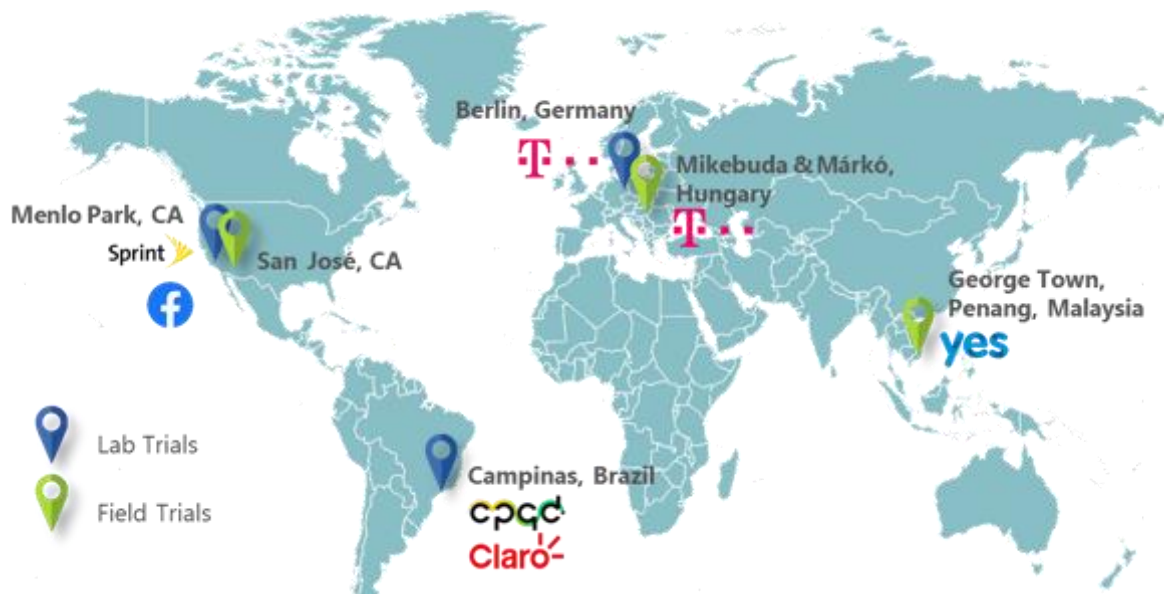 Berlin, Germany
T
Mikebuda & Márkó,
Hungary
T
Menlo Park, CA
Sprint
San José, CA
f
George Town,
Penang, Malaysia
yes
Lab Trials
Campinas, Brazil
cpqd
Field Trials
Claro